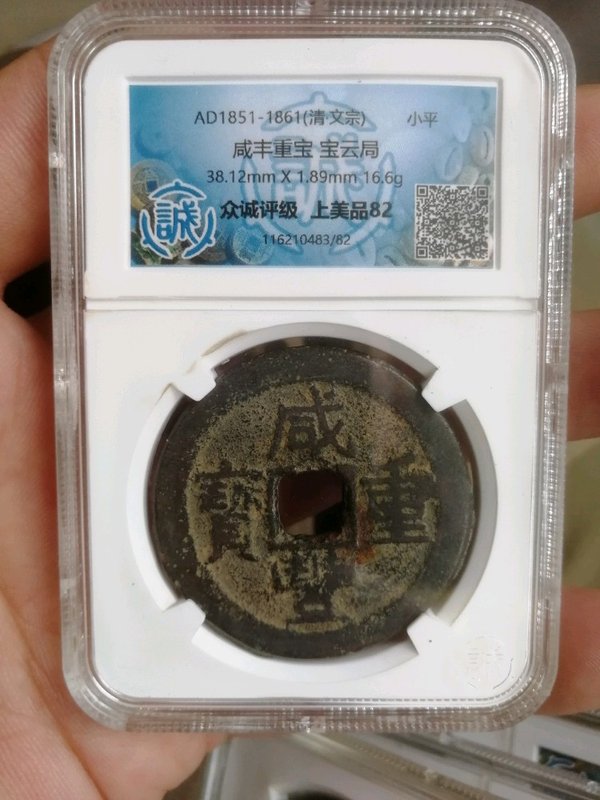 AD1851-1861(清·文宗) 小平
咸丰重宝 宝云局
38.12mm X 1.89mm 16.6g
誠
众诚评级 上美品82
116210483/82
咸
寶 重
豐